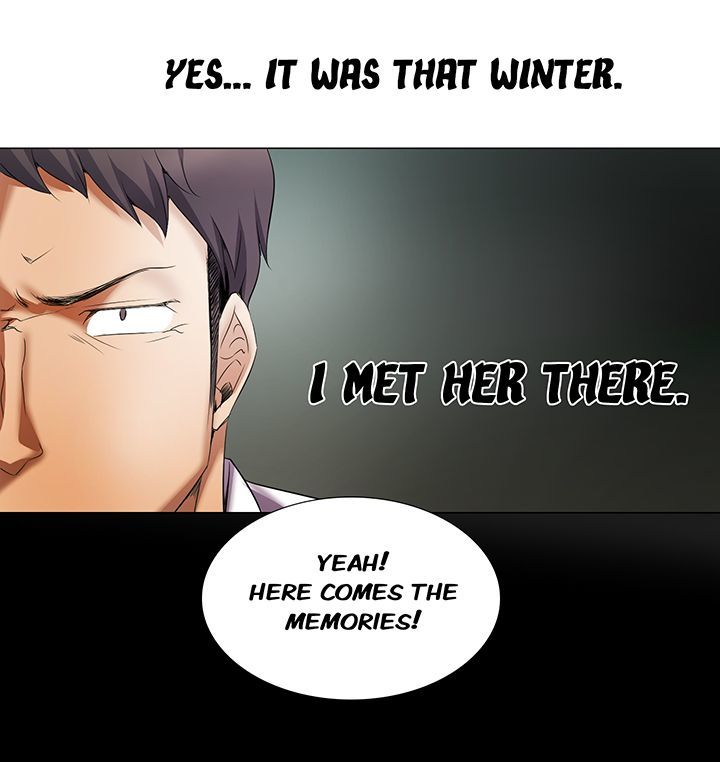 YES... IT WAS THAT WINTER.
I MET HER THERE.
YEAH!
HERE COMES THE
MEMORIES!